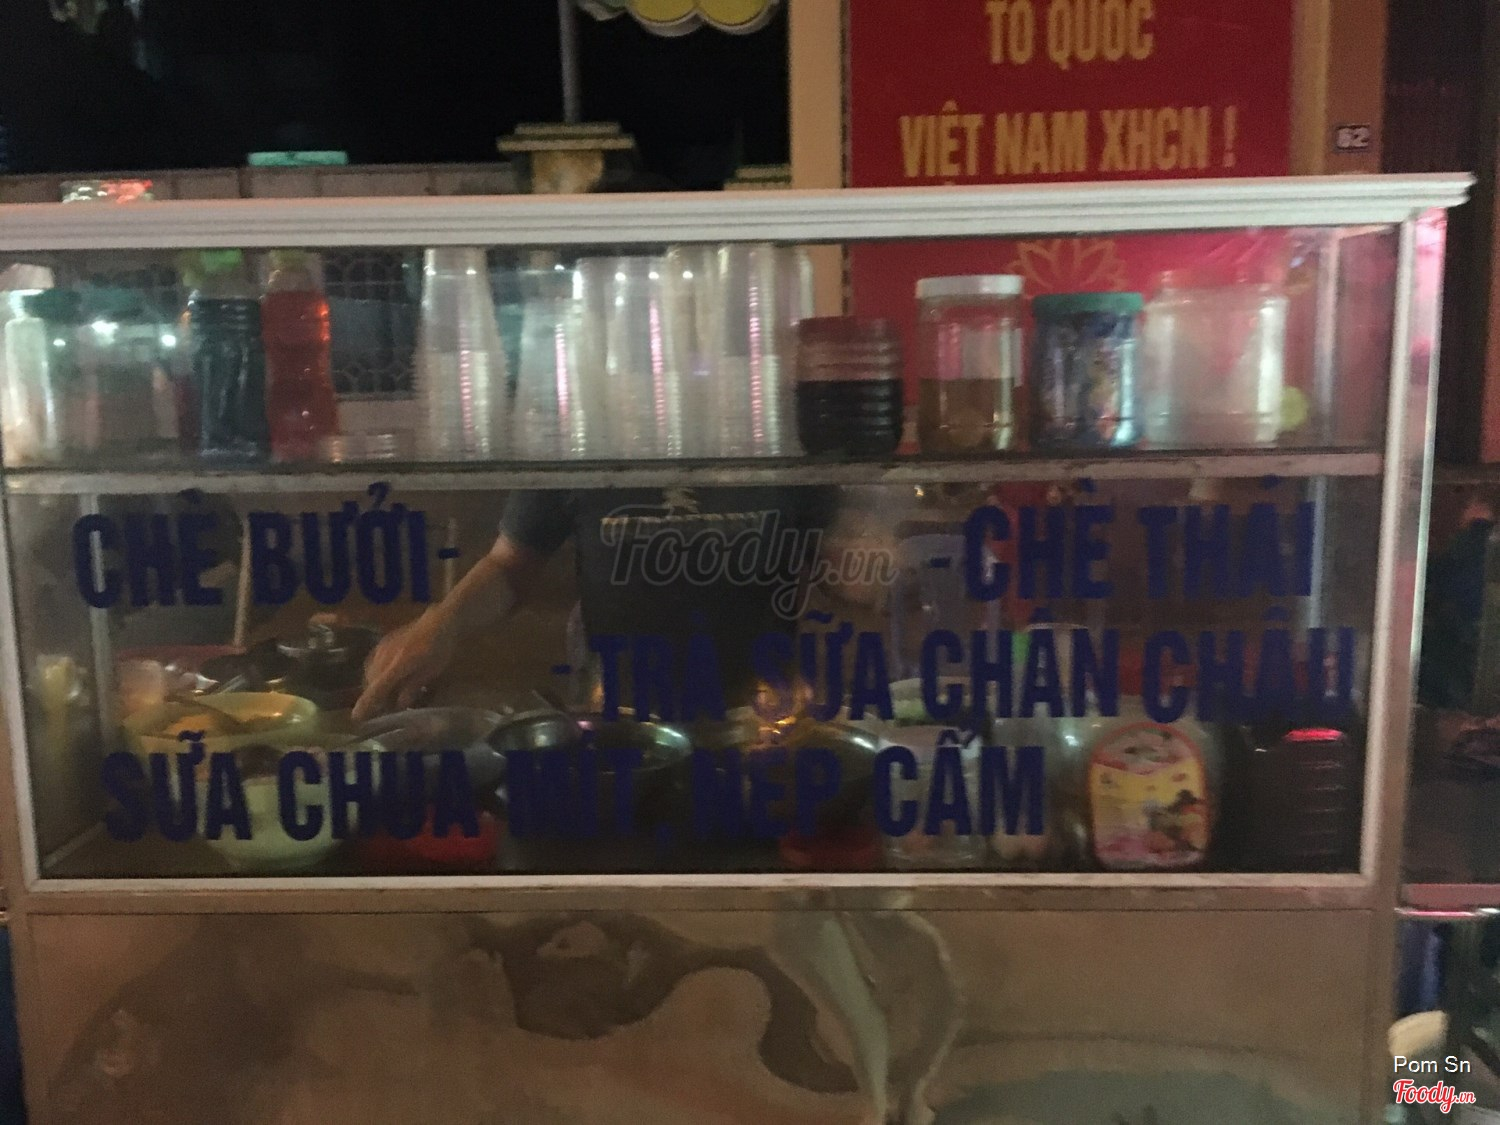 TỔ QUỐC
VIỆT NAM XHCN !
62
CHÈ BƯỞI -
- CHÈ THÁI
- TRÀ SỮA CHÂN CHÂU
SỮA CHUA MÍT, NẾP CẨM
Foody.vn
Pom Sn
Foody.vn